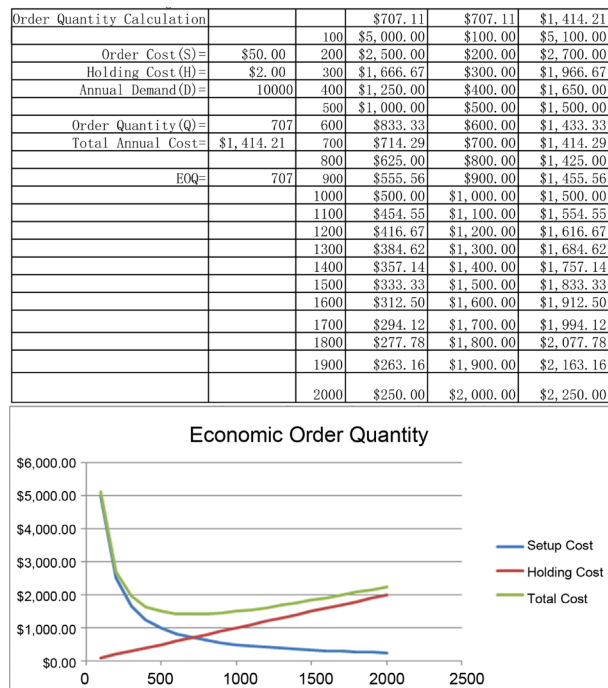 Order Quantity Calculation $707.11 $707.11 $1,414.21
100 $5,000.00 $100.00 $5,100.00
Order Cost(S)= $50.00 200 $2,500.00 $200.00 $2,700.00
Holding Cost(H)= $2.00 300 $1,666.67 $300.00 $1,966.67
Annual Demand(D)= 10000 400 $1,250.00 $400.00 $1,650.00
500 $1,000.00 $500.00 $1,500.00
Order Quantity(Q)= 707 600 $833.33 $600.00 $1,433.33
Total Annual Cost= $1,414.21 700 $714.29 $700.00 $1,414.29
800 $625.00 $800.00 $1,425.00
EOQ= 707 900 $555.56 $900.00 $1,455.56
1000 $500.00 $1,000.00 $1,500.00
1100 $454.55 $1,100.00 $1,554.55
1200 $416.67 $1,200.00 $1,616.67
1300 $384.62 $1,300.00 $1,684.62
1400 $357.14 $1,400.00 $1,757.14
1500 $333.33 $1,500.00 $1,833.33
1600 $312.50 $1,600.00 $1,912.50
1700 $294.12 $1,700.00 $1,994.12
1800 $277.78 $1,800.00 $2,077.78
1900 $263.16 $1,900.00 $2,163.16
2000 $250.00 $2,000.00 $2,250.00
Economic Order Quantity
$6,000.00
$5,000.00
$4,000.00
$3,000.00
$2,000.00
$1,000.00
$0.00
0 500 1000 1500 2000 2500
Setup Cost
Holding Cost
Total Cost